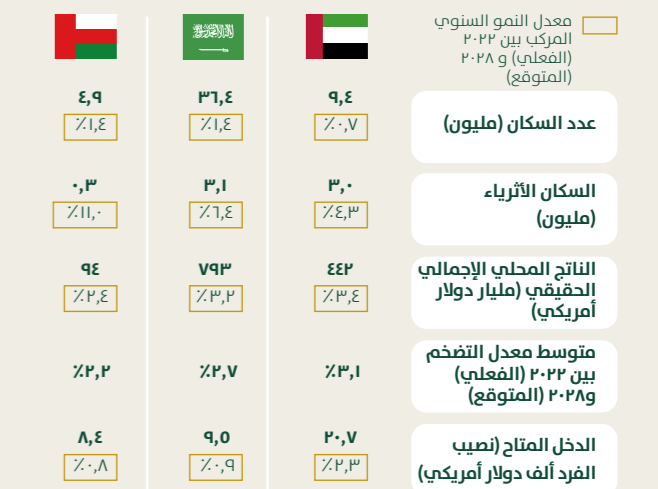 معدل النمو السنوي
المركب بين ٢٠٢٢
(الفعلي) و ٢٠٢٨
(المتوقع)
عدد السكان (مليون)
٩,٤ ٣٦,٤ ٤,٩
٪٠,٧ ٪١,٤ ٪١,٤
السكان الأثرياء
(مليون)
٣,٠ ٣,١ ٠,٣
٪٤,٣ ٪٦,٤ ٪١١,٠
الناتج المحلي الإجمالي
الحقيقي (مليار دولار
أمريكي)
٤٤٢ ٧٩٣ ٩٤
٪٣,٤ ٪٣,٢ ٪٢,٤
متوسط معدل التضخم
بين ٢٠٢٢ (الفعلي)
و٢٠٢٨ (المتوقع)
٪٣,١ ٪٢,٧ ٪٢,٢
الدخل المتاح (نصيب
الفرد ألف دولار أمريكي)
٢٠,٧ ٩,٥ ٨,٤
٪٢,٣ ٪٠,٩ ٪٠,٨